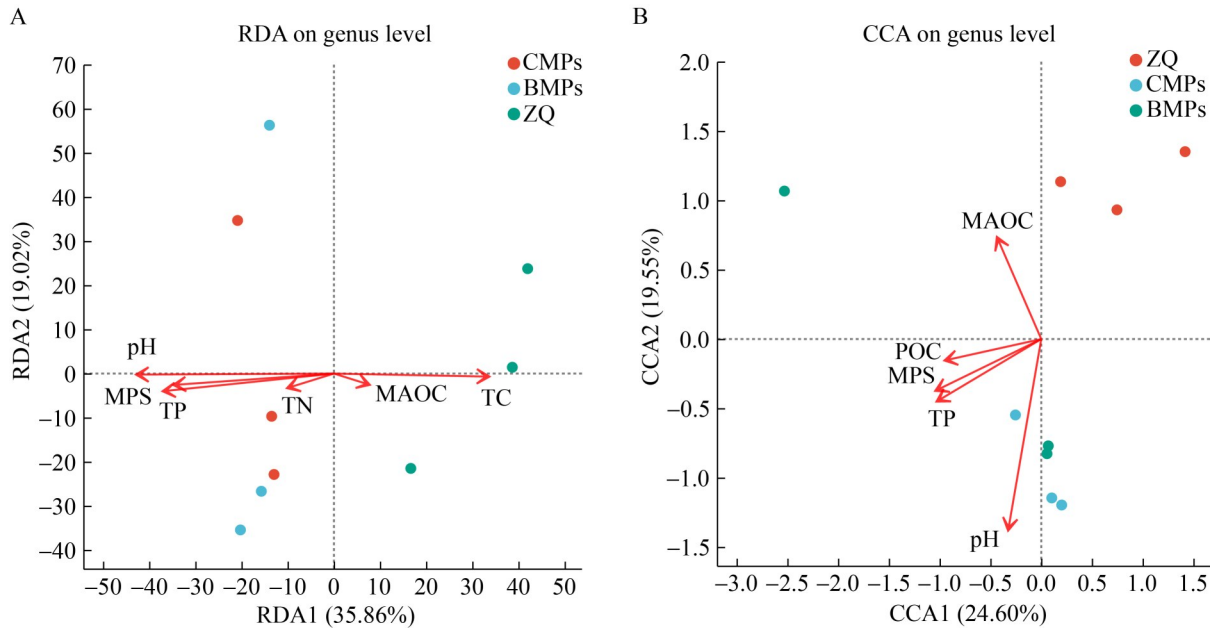 A
RDA on genus level
CMPs
BMPs
ZQ
70
60
50
40
30
20
10
0
−10
−20
−30
−40
RDA2 (19.02%)
pH
MPS
TP
TN
MAOC
TC
−50 −40 −30 −20 −10 0 10 20 30 40 50
RDA1 (35.86%)
B
CCA on genus level
ZQ
CMPs
BMPs
2.0
1.5
1.0
0.5
0.0
−0.5
−1.0
−1.5
CCA2 (19.55%)
MAOC
POC
MPS
TP
pH
−3.0 −2.5 −2.0 −1.5 −1.0 −0.5 0.0 0.5 1.0 1.5
CCA1 (24.60%)